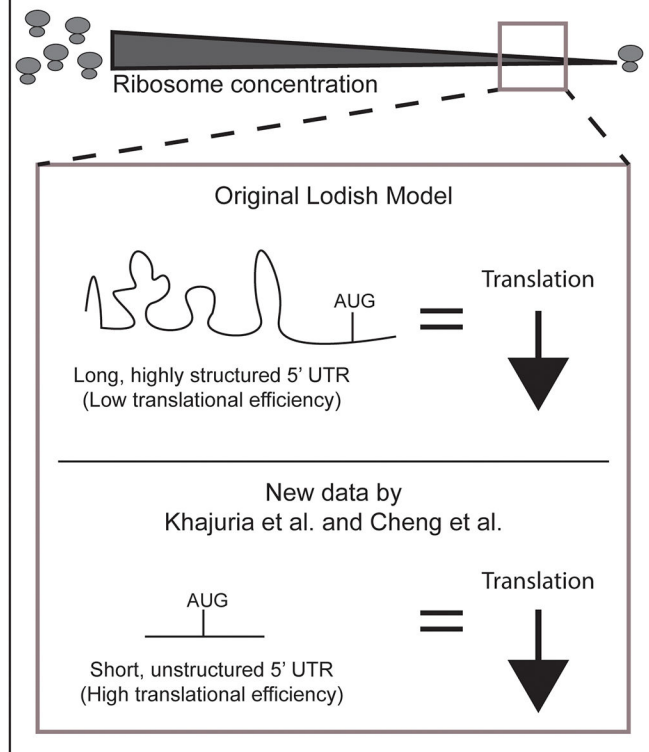 Ribosome concentration
Original Lodish Model
AUG
Translation
Long, highly structured 5’ UTR
(Low translational efficiency)
New data by
Khajuria et al. and Cheng et al.
AUG
Translation
Short, unstructured 5’ UTR
(High translational efficiency)